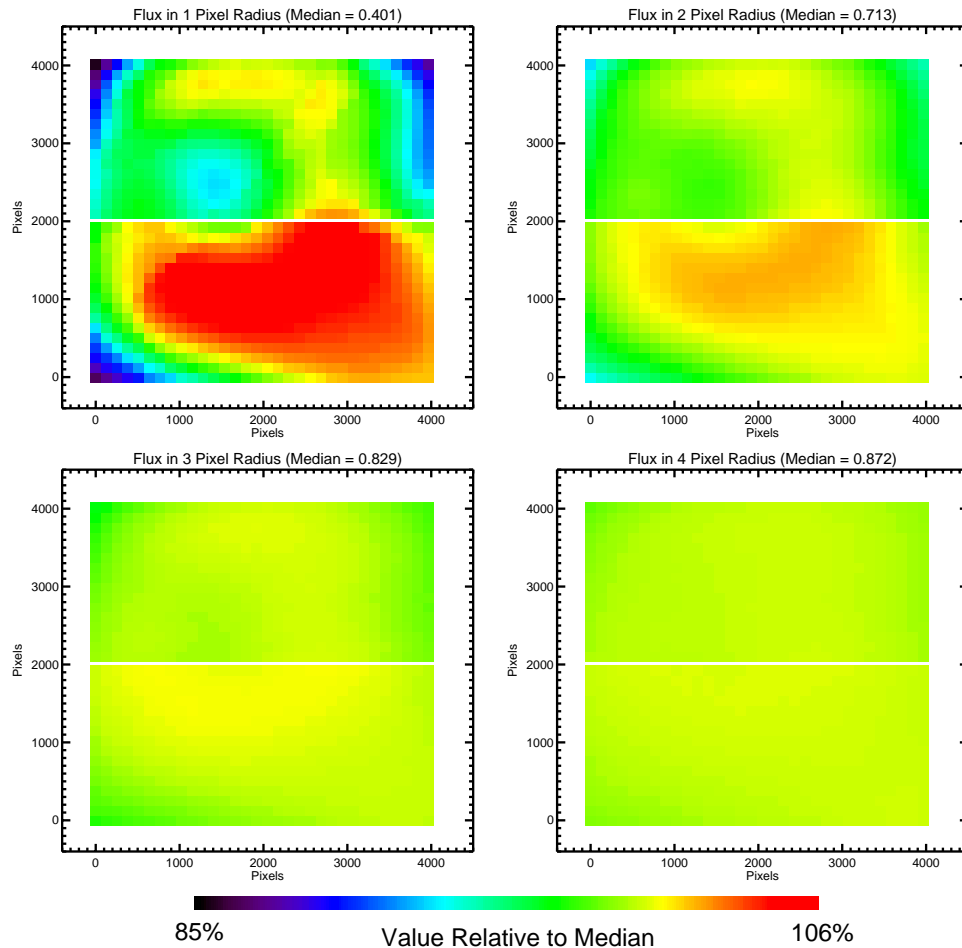 Flux in 1 Pixel Radius (Median = 0.401)
Flux in 2 Pixel Radius (Median = 0.713)
4000
3000
2000
1000
0
Pixels
0 1000 2000 3000 4000
Pixels
4000
3000
2000
1000
0
Pixels
0 1000 2000 3000 4000
Pixels
Flux in 3 Pixel Radius (Median = 0.829)
Flux in 4 Pixel Radius (Median = 0.872)
4000
3000
2000
1000
0
Pixels
0 1000 2000 3000 4000
Pixels
4000
3000
2000
1000
0
Pixels
0 1000 2000 3000 4000
Pixels
85% 106%
Value Relative to Median